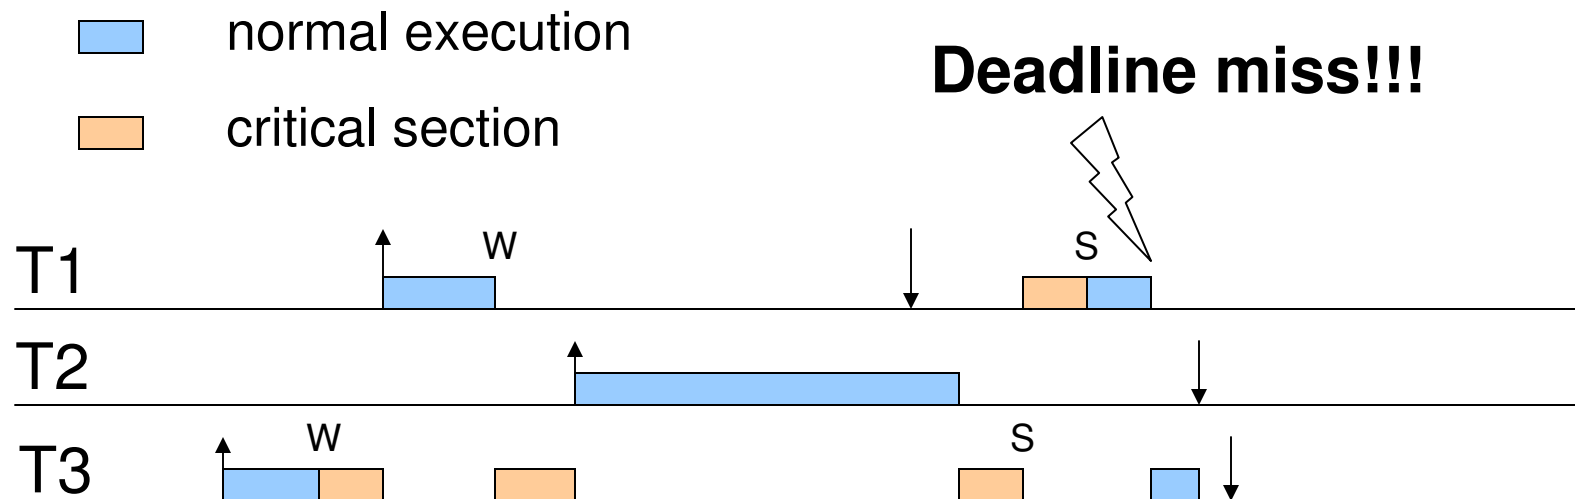 normal execution
Deadline miss!!!
critical section
T1
W
S
T2
T3
W
S